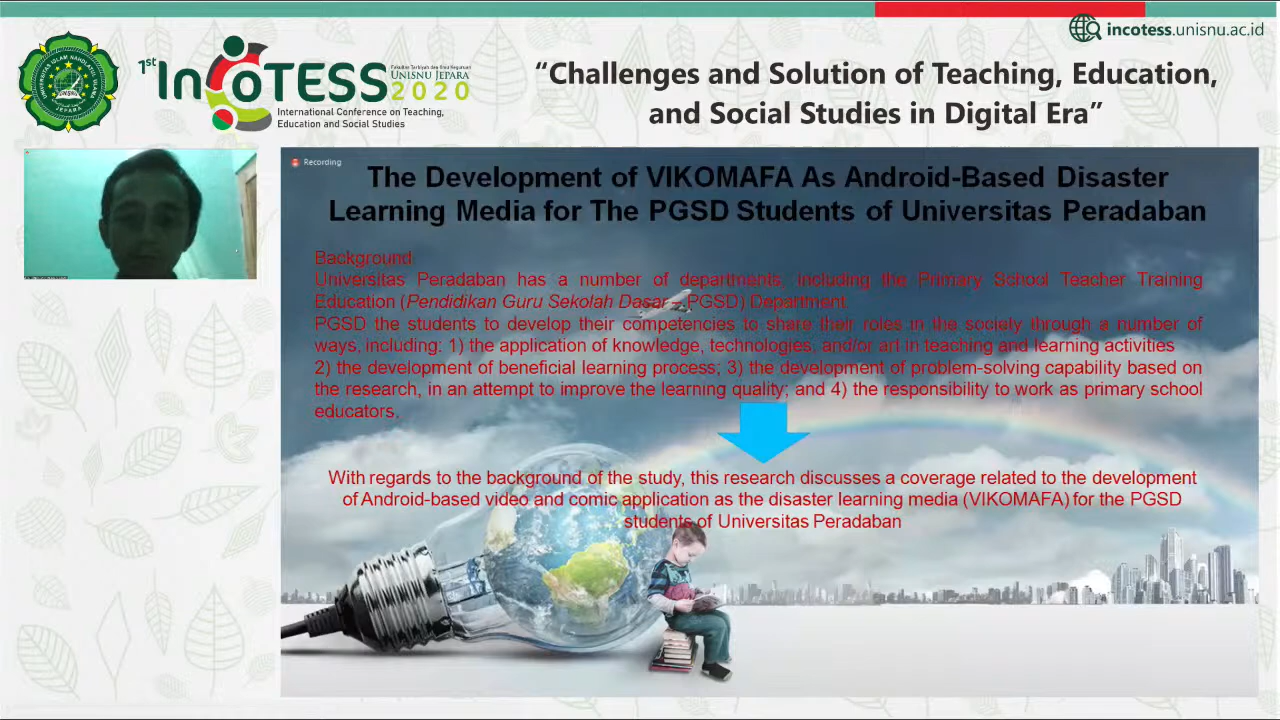 incotess.unisnu.ac.id
1st INCOTESS
Fakultas Tarbiyah dan Ilmu Keguruan
UNISNU JEPARA
2020
International Conference on Teaching,
Education and Social Studies
“Challenges and Solution of Teaching, Education,
and Social Studies in Digital Era”
Recording
The Development of VIKOMAFA As Android-Based Disaster
Learning Media for The PGSD Students of Universitas Peradaban
Background
Universitas Peradaban has a number of departments, including the Primary School Teacher Training
Education (Pendidikan Guru Sekolah Dasar – PGSD) Department.
PGSD the students to develop their competencies to share their roles in the society through a number of
ways, including: 1) the application of knowledge, technologies, and/or art in teaching and learning activities
2) the development of beneficial learning process; 3) the development of problem-solving capability based on
the research, in an attempt to improve the learning quality; and 4) the responsibility to work as primary school
educators.
With regards to the background of the study, this research discusses a coverage related to the development
of Android-based video and comic application as the disaster learning media (VIKOMAFA) for the PGSD
students of Universitas Peradaban